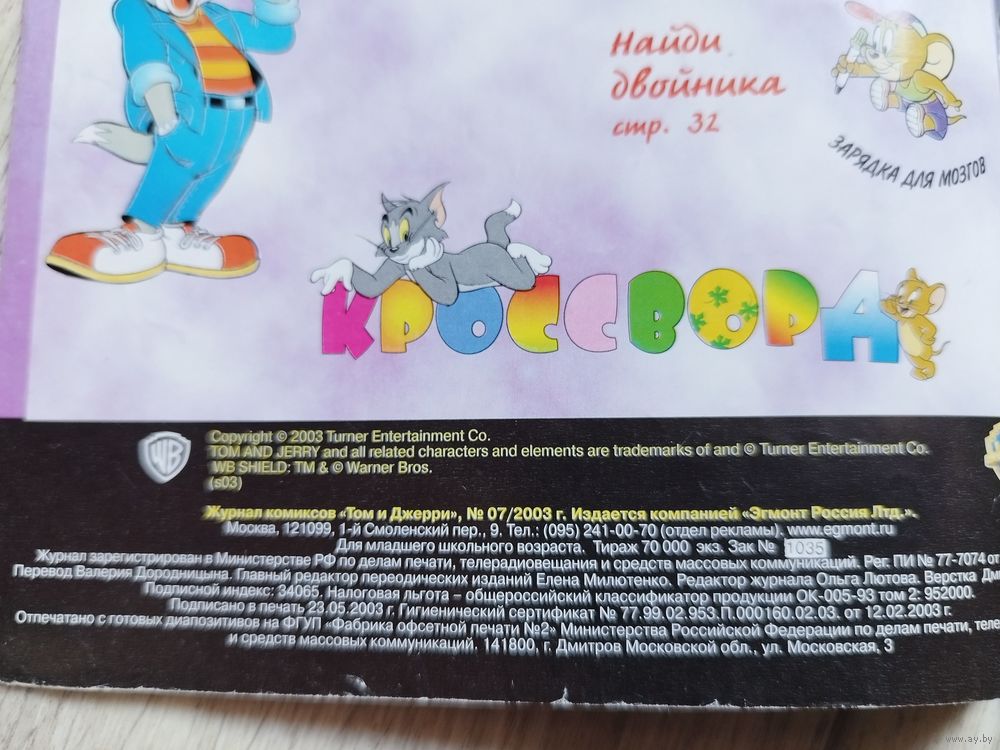 Найди
двойника
стр. 32
ЗАРЯДКА ДЛЯ МОЗГОВ
КРОССВОРД
WB
Copyright © 2003 Turner Entertainment Co.
TOM AND JERRY and all related characters and elements are trademarks of and © Turner Entertainment Co.
WB SHIELD: TM & © Warner Bros.
(s03)
Журнал комиксов «Том и Джерри», № 07/2003 г. Издается компанией «Эгмонт Россия Лтд.».
Москва, 121099, 1-й Смоленский пер., 9. Тел.: (095) 241-00-70 (отдел рекламы). www.egmont.ru
Для младшего школьного возраста. Тираж 70 000 экз. Зак № 1035
Журнал зарегистрирован в Министерстве РФ по делам печати, телерадиовещания и средств массовых коммуникаций. Рег. ПИ № 77-7074 от
Перевод Валерия Дородницына. Главный редактор переодических изданий Елена Милютенко. Редактор журнала Ольга Лютова. Верстка
Подписной индекс: 34065. Налоговая льгота – общероссийский классификатор продукции ОК-005-93 том 2: 952000.
Подписано в печать 23.05.2003 г. Гигиенический сертификат № 77.99.02.953.П.000160.02.03. от 12.02.2003 г.
Отпечатано с готовых диапозитивов на ФГУП «Фабрика офсетной печати №2» Министерства Российской Федерации по делам печати, теле
и средств массовых коммуникаций. 141800, г. Дмитров Московской обл., ул. Московская, 3
www.ay.by